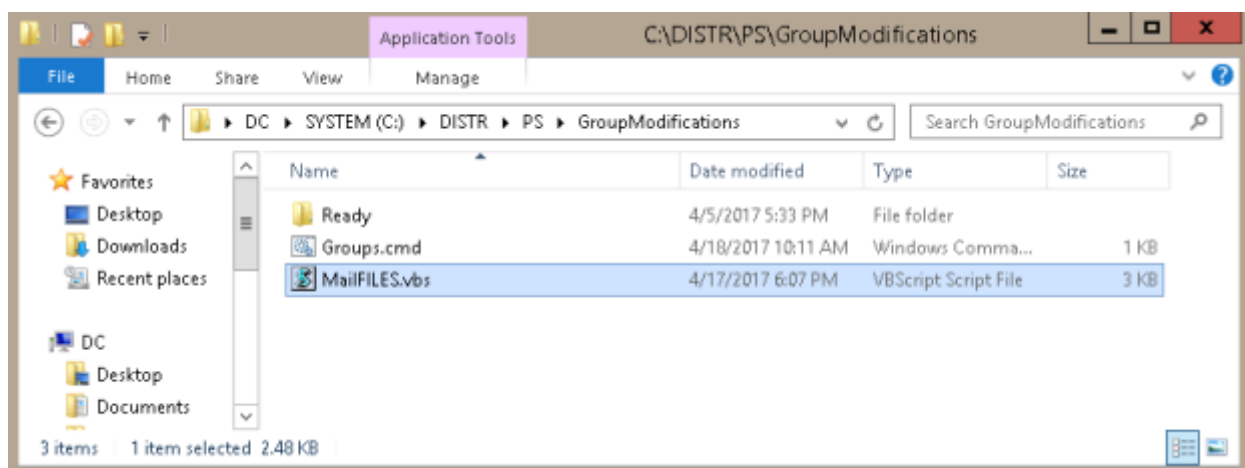 Application Tools C:\DISTR\PS\GroupModifications
File Home Share View Manage
DC SYSTEM (C:) DISTR PS GroupModifications Search GroupModifications
Name Date modified Type Size
Favorites
Desktop Ready 4/5/2017 5:33 PM File folder
Downloads Groups.cmd 4/18/2017 10:11 AM Windows Comma... 1 KB
Recent places MailFILES.vbs 4/17/2017 6:07 PM VBScript Script File 3 KB
DC
Desktop
Documents
3 items 1 item selected 2.48 KB